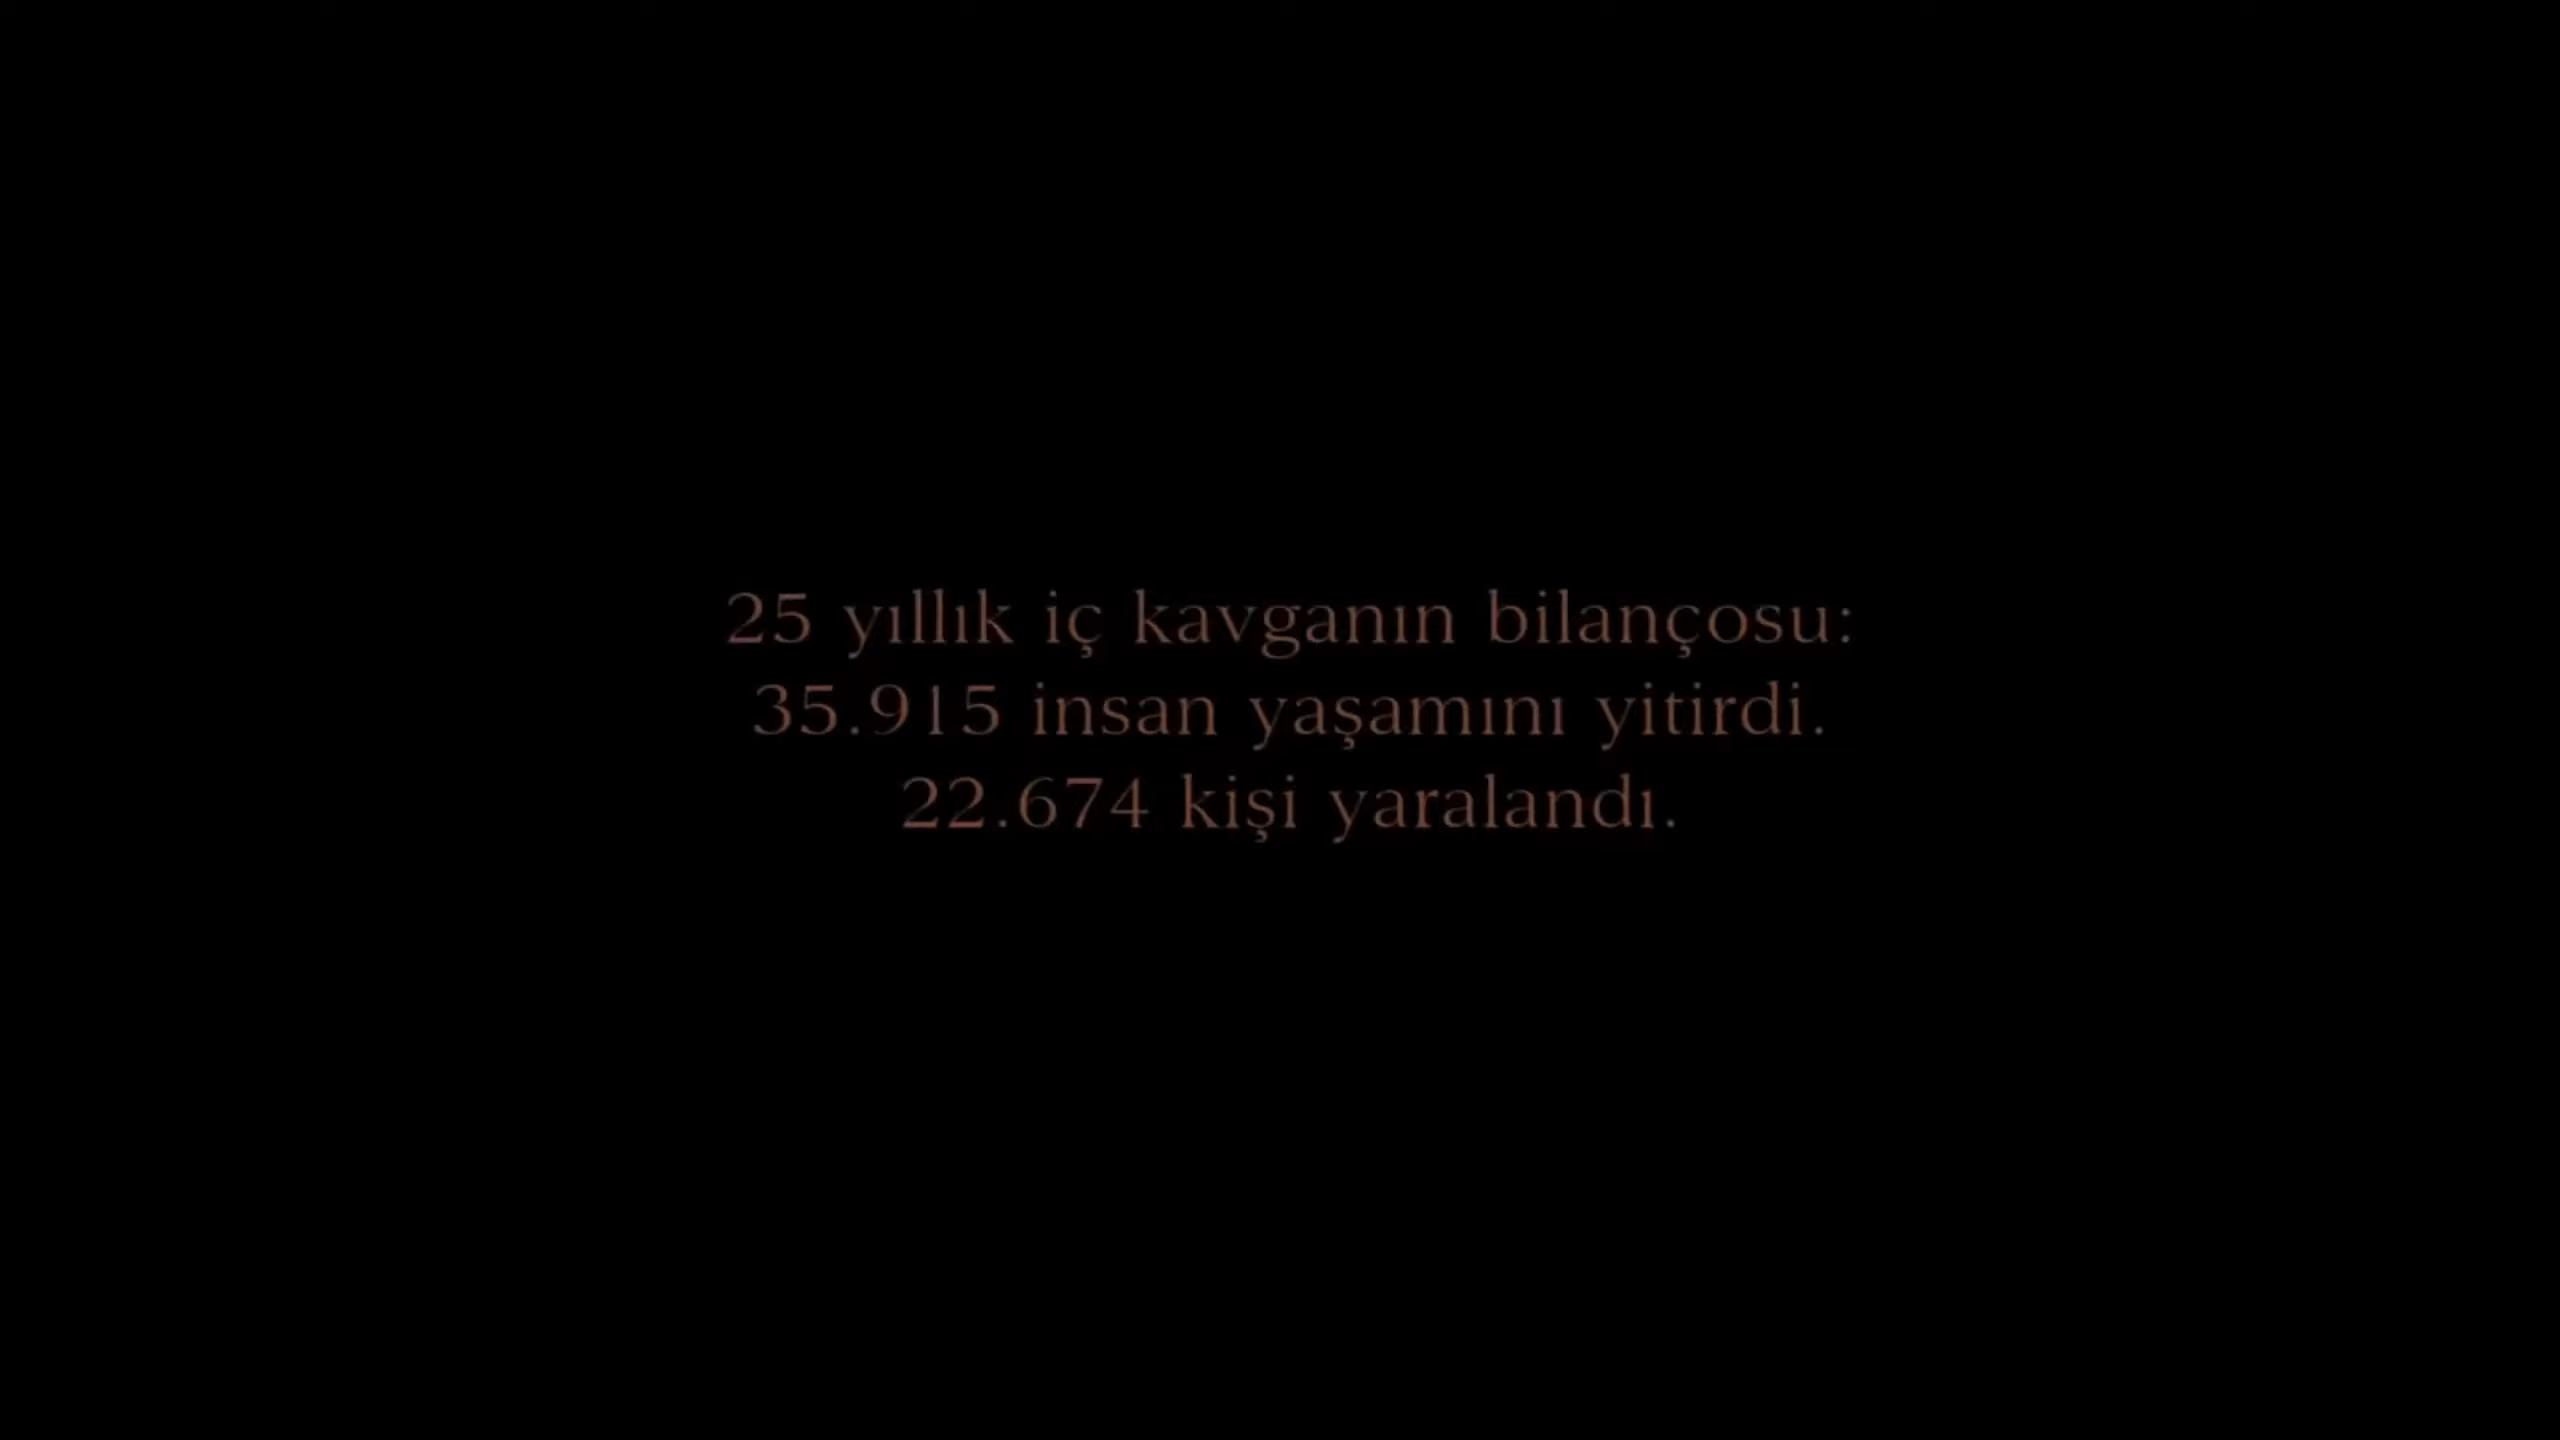 25 yıllık iç kavganın bilançosu:
35.915 insan yaşamını yitirdi.
22.674 kişi yaralandı.